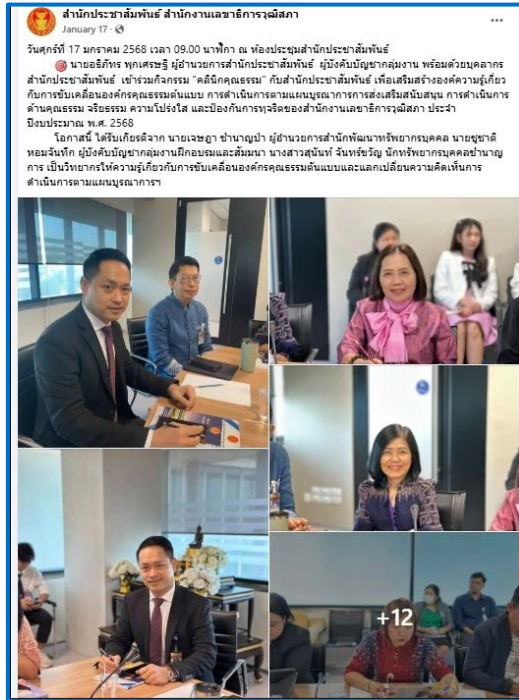 สำนักประชาสัมพันธ์ สำนักงานเลขาธิการวุฒิสภา
January 17
วันศุกร์ที่ 17 มกราคม 2568 เวลา 09.00 นาฬิกา ณ ห้องประชุมสำนักประชาสัมพันธ์
🎯 นายอธิภัทร พุกเศรษฐี ผู้อำนวยการสำนักประชาสัมพันธ์ ผู้บังคับบัญชากลุ่มงาน พร้อมด้วยบุคลากร
สำนักประชาสัมพันธ์ เข้าร่วมกิจกรรม "คลินิกคุณธรรม" กับสำนักประชาสัมพันธ์ เพื่อเสริมสร้างองค์ความรู้เกี่ยว
กับการขับเคลื่อนองค์กรคุณธรรมต้นแบบ การดำเนินการตามแผนบูรณาการการส่งเสริมสนับสนุน การดำเนินการ
ด้านคุณธรรม จริยธรรม ความโปร่งใส และป้องกันการทุจริตของสำนักงานเลขาธิการวุฒิสภา ประจำ
ปีงบประมาณ พ.ศ. 2568
โอกาสนี้ ได้รับเกียรติจาก นายเจษฎา ชำนาญป่า ผู้อำนวยการสำนักพัฒนาทรัพยากรบุคคล นายชูชาติ
หอมจันทึก ผู้บังคับบัญชากลุ่มงานฝึกอบรมและสัมมนา นางสาวสุนันท์ จันทร์ขวัญ นักทรัพยากรบุคคลชำนาญ
การ เป็นวิทยากรให้ความรู้เกี่ยวกับการขับเคลื่อนองค์กรคุณธรรมต้นแบบและแลกเปลี่ยนความคิดเห็นการ
ดำเนินการตามแผนบูรณาการฯ
+12